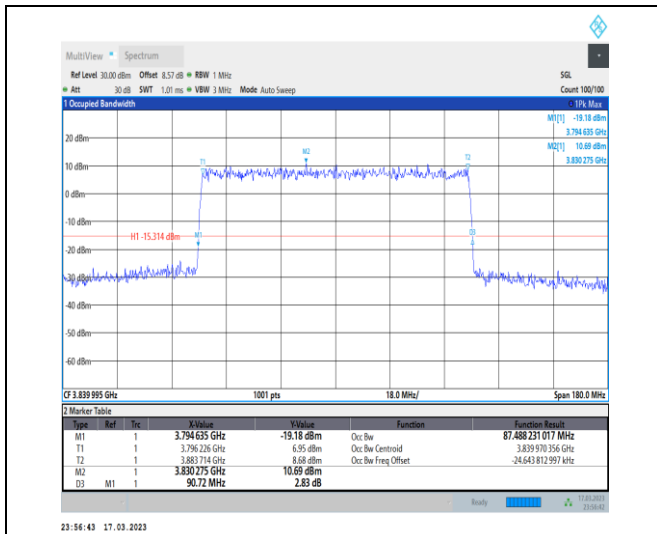 MultiView Spectrum
Ref Level 30.00 dBm Offset 8.57 dB RBW 1 MHz SGL
Att 30 dB SWT 1.01 ms VBW 3 MHz Mode Auto Sweep Count 100/100
1 Occupied Bandwidth 1Pk Max
M1[1] -19.18 dBm
3.794 635 GHz
M2[1] 10.69 dBm
3.830 275 GHz
20 dBm
T1 M2 T2
10 dBm
0 dBm
-10 dBm
H1 -15.314 dBm M1 D3
-20 dBm
-30 dBm
-40 dBm
-50 dBm
-60 dBm
CF 3.839 995 GHz 1001 pts 18.0 MHz/ Span 180.0 MHz
2 Marker Table
Type Ref Trc X-Value Y-Value Function Function Result
M1 1 3.794 635 GHz -19.18 dBm Occ Bw 87.488 231 017 MHz
T1 1 3.796 226 GHz 6.95 dBm Occ Bw Centroid 3.839 970 356 GHz
T2 1 3.883 714 GHz 8.68 dBm Occ Bw Freq Offset -24.643 812 997 kHz
M2 1 3.830 275 GHz 10.69 dBm
D3 M1 1 90.72 MHz 2.83 dB
Ready 17.03.2023
23:56:42
23:56:43 17.03.2023